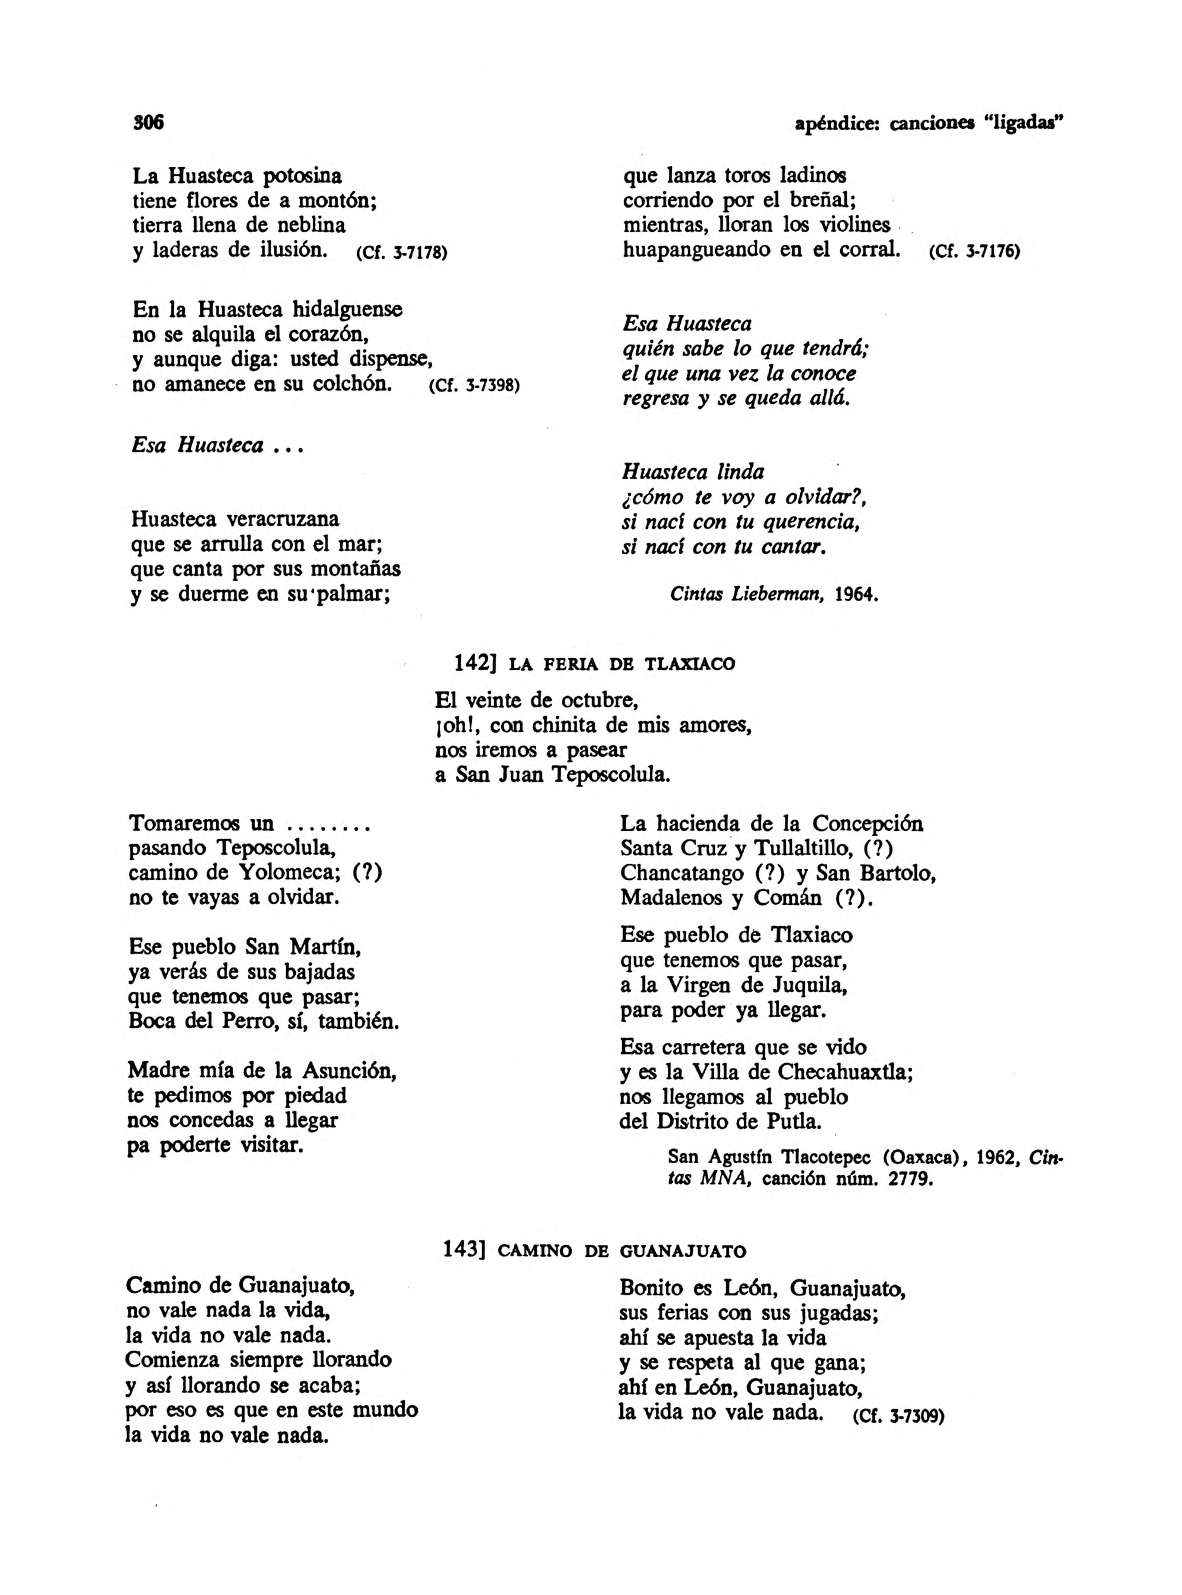 306
apéndice: canciones “ligadas”
La Huasteca potosina
tiene flores de a montón;
tierra llena de neblina
y laderas de ilusión. (Cf. 3-7178)
En la Huasteca hidalguense
no se alquila el corazón,
y aunque diga: usted dispense,
no amanece en su colchón. (Cf. 3-7398)
Esa Huasteca ...
Huasteca veracruzana
que se arrulla con el mar;
que canta por sus montañas
y se duerme en su palmar;
que lanza toros ladinos
corriendo por el breñal;
mientras, lloran los violines
huapangueando en el corral. (Cf. 3-7176)
Esa Huasteca
quién sabe lo que tendrá;
el que una vez la conoce
regresa y se queda allá.
Huasteca linda
¿cómo te voy a olvidar?,
si nací con tu querencia,
si nací con tu cantar.
Cintas Lieberman, 1964.
142] LA FERIA DE TLAXIACO
El veinte de octubre,
¡oh!, con chinita de mis amores,
nos iremos a pasear
a San Juan Teposcolula.
Tomaremos un ........
pasando Teposcolula,
camino de Yolomeca; (?)
no te vayas a olvidar.
Ese pueblo San Martín,
ya verás de sus bajadas
que tenemos que pasar;
Boca del Perro, sí, también.
Madre mía de la Asunción,
te pedimos por piedad
nos concedas a llegar
pa poderte visitar.
La hacienda de la Concepción
Santa Cruz y Tullaltillo, (?)
Chancatango (?) y San Bartolo,
Madalenos y Comán (?).
Ese pueblo de Tlaxiaco
que tenemos que pasar,
a la Virgen de Juquila,
para poder ya llegar.
Esa carretera que se vido
y es la Villa de Checahuaxtla;
nos llegamos al pueblo
del Distrito de Putla.
San Agustín Tlacotepec (Oaxaca), 1962, Cin-
tas MNA, canción núm. 2779.
143] CAMINO DE GUANAJUATO
Camino de Guanajuato,
no vale nada la vida,
la vida no vale nada.
Comienza siempre llorando
y así llorando se acaba;
por eso es que en este mundo
la vida no vale nada.
Bonito es León, Guanajuato,
sus ferias con sus jugadas;
ahí se apuesta la vida
y se respeta al que gana;
ahí en León, Guanajuato,
la vida no vale nada. (Cf. 3-7309)